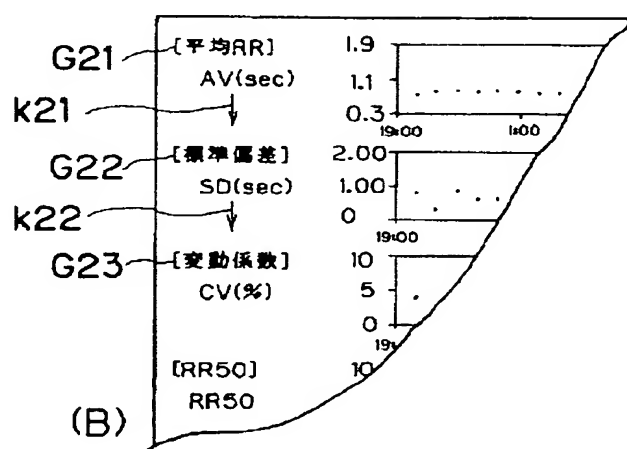 G21 [平均RR] 1.9
AV(sec) 1.1
k21 0.3
19:00 1:00
G22 [標準偏差] 2.00
SD(sec) 1.00
k22 0
19:00
G23 [変動係数] 10
CV(%) 5
0
19
[RR50] 10
RR50
(B)